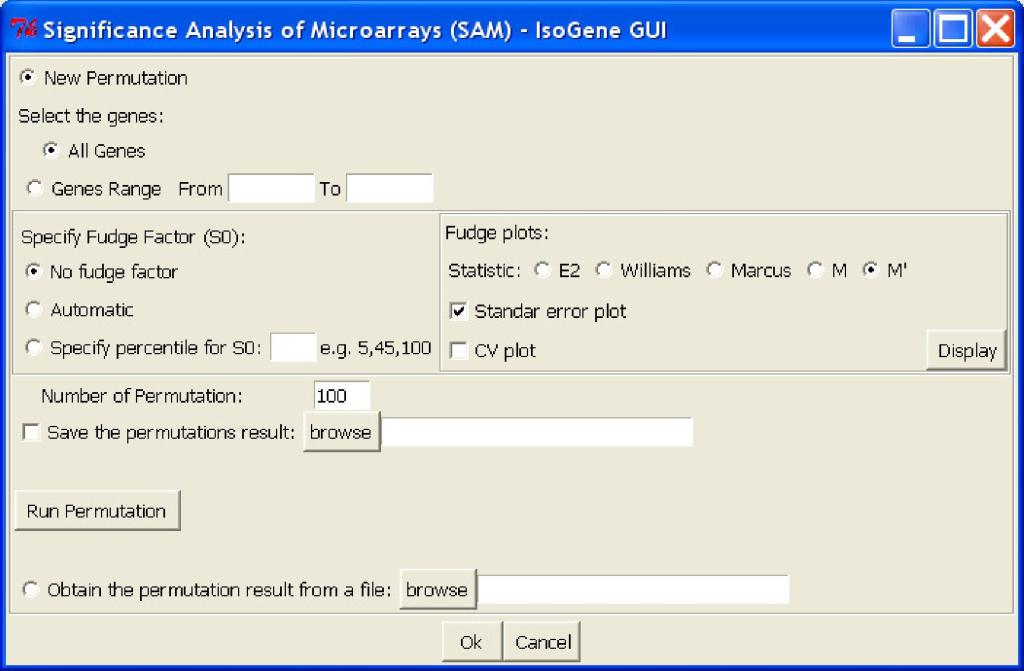 Significance Analysis of Microarrays (SAM) - IsoGene GUI
New Permutation
Select the genes:
All Genes
Genes Range From To
Specify Fudge Factor (S0):
No fudge factor
Automatic
Specify percentile for S0: e.g. 5,45,100
Fudge plots:
Statistic: E2 Williams Marcus M M'
Standar error plot
CV plot
Display
Number of Permutation: 100
Save the permutations result: browse
Run Permutation
Obtain the permutation result from a file: browse
Ok Cancel